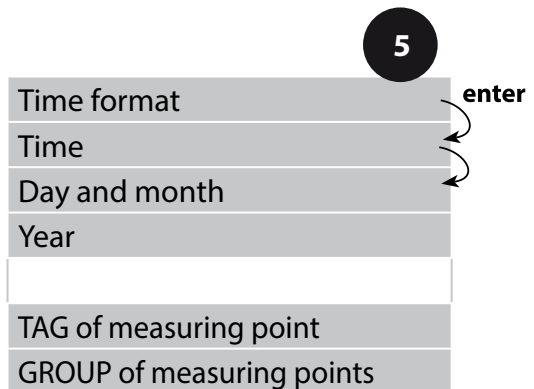 5
Time format
enter
Time
Day and month
Year
TAG of measuring point
GROUP of measuring points